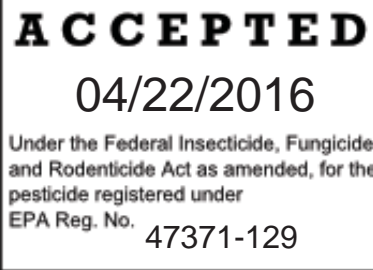 ACCEPTED
04/22/2016
Under the Federal Insecticide, Fungicide
and Rodenticide Act as amended, for the
pesticide registered under
EPA Reg. No.
47371-129